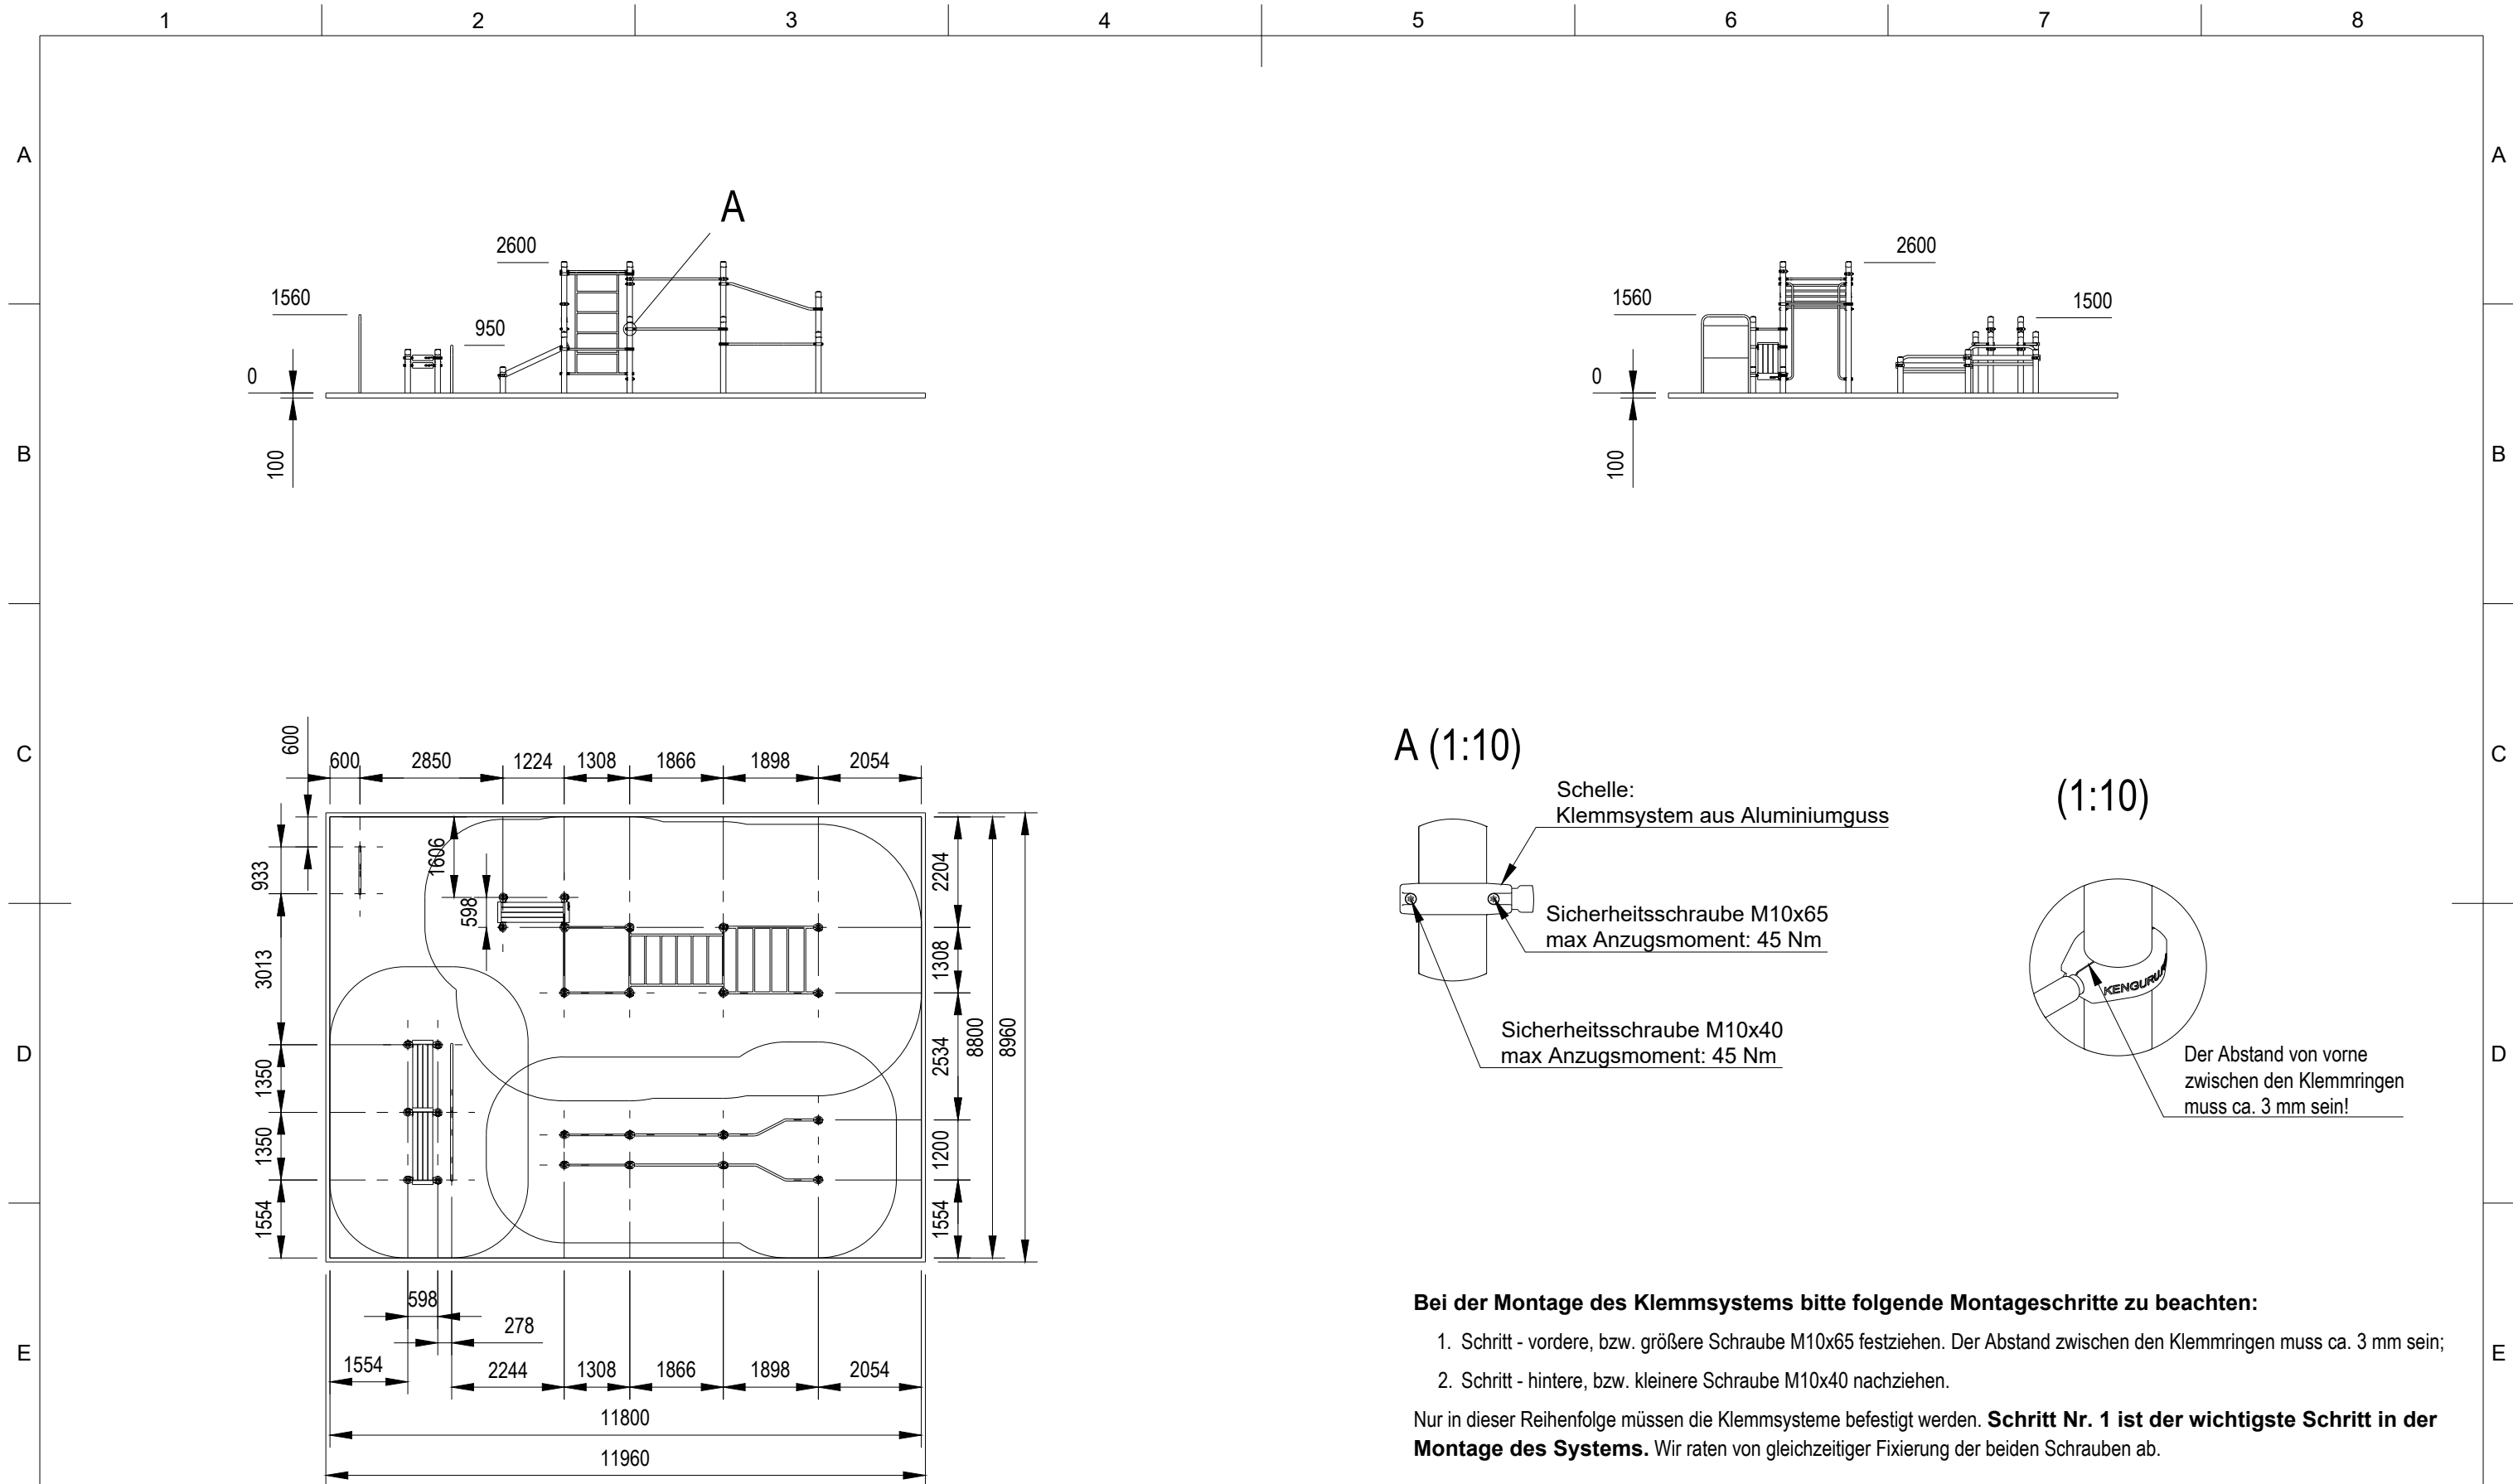 1 2 3 4 5 6 7 8
A A
A
2600
1560
950
0
100
2600
1560
1500
0
100
B B
C C
600
600 2850 1224 1308 1866 1898 2054
1606
598
933
3013
1350
1350
1554
2204
1308
2534
1200
1554
8800
8960
598
278
1554 2244 1308 1866 1898 2054
11800
11960
A (1:10)
Schelle:
Klemmsystem aus Aluminiumguss
Sicherheitsschraube M10x65
max Anzugsmoment: 45 Nm
Sicherheitsschraube M10x40
max Anzugsmoment: 45 Nm
(1:10)
Der Abstand von vorne
zwischen den Klemmringen
muss ca. 3 mm sein!
D D
E E
Bei der Montage des Klemmsystems bitte folgende Montageschritte zu beachten:
1. Schritt - vordere, bzw. größere Schraube M10x65 festziehen. Der Abstand zwischen den Klemmringen muss ca. 3 mm sein;
2. Schritt - hintere, bzw. kleinere Schraube M10x40 nachziehen.
Nur in dieser Reihenfolge müssen die Klemmsysteme befestigt werden. Schritt Nr. 1 ist der wichtigste Schritt in der
Montage des Systems. Wir raten von gleichzeitiger Fixierung der beiden Schrauben ab.